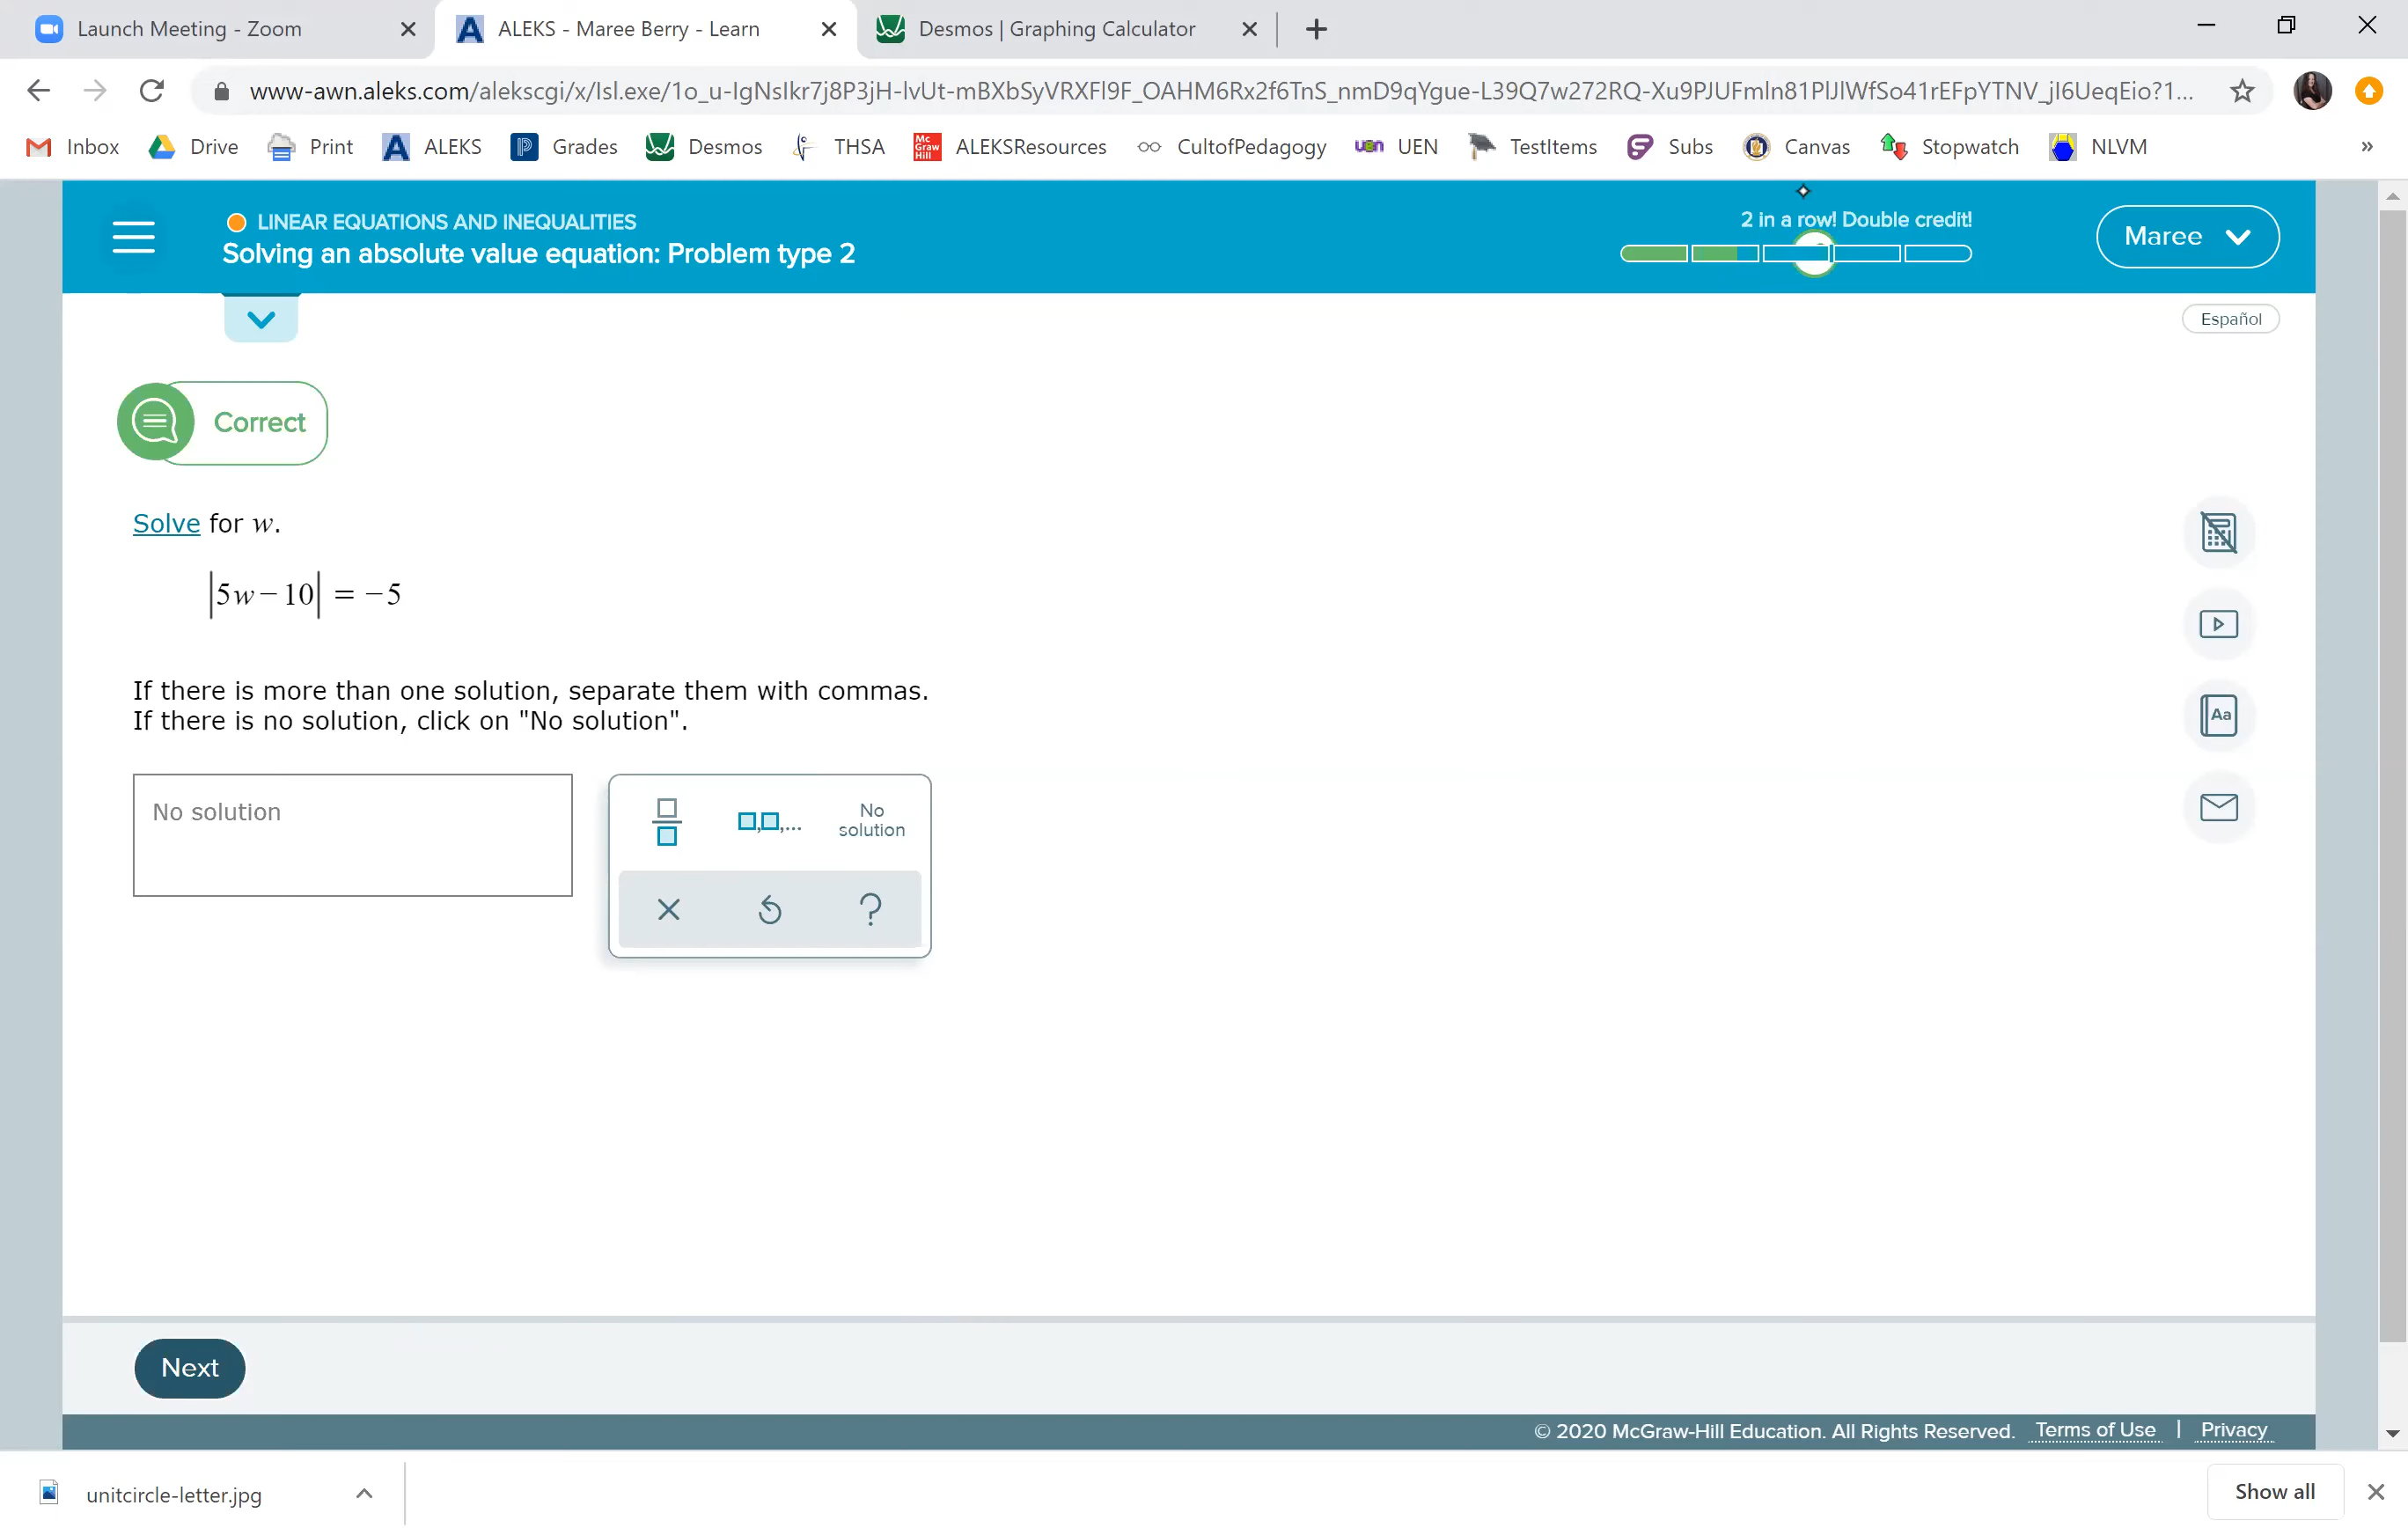 Launch Meeting - Zoom
ALEKS - Maree Berry - Learn
Desmos | Graphing Calculator
Inbox
Drive
Print
ALEKS
Grades
Desmos
THSA
Mc Graw Hill
ALEKSResources
CultofPedagogy
UEN
TestItems
Subs
Canvas
Stopwatch
NLVM
LINEAR EQUATIONS AND INEQUALITIES
Solving an absolute value equation: Problem type 2
2 in a row! Double credit!
Maree
Español
Correct
Solve for w.
|5w−10| = −5
If there is more than one solution, separate them with commas.
If there is no solution, click on "No solution".
No solution
No
solution
Aa
Next
© 2020 McGraw-Hill Education. All Rights Reserved. Terms of Use | Privacy
unitcircle-letter.jpg
Show all